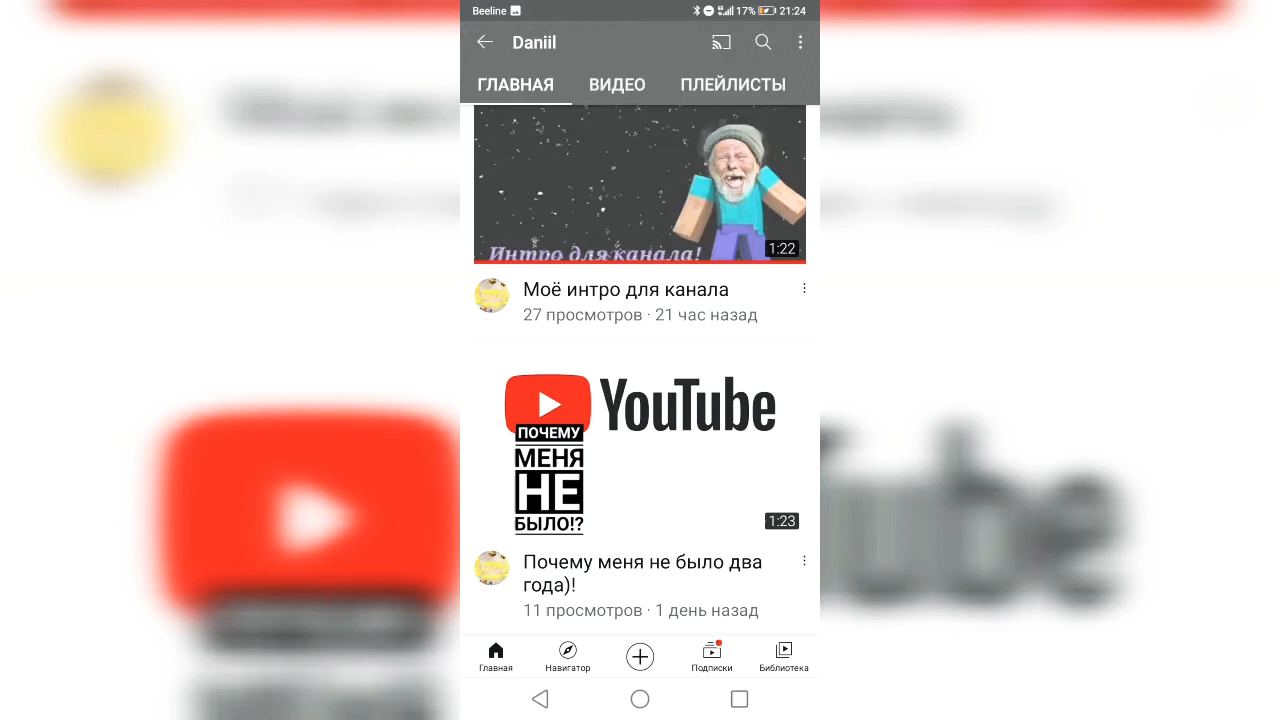 Beeline 17% 21:24
Daniil
ГЛАВНАЯ ВИДЕО ПЛЕЙЛИСТЫ
Интро для канала!
1:22
Моё интро для канала
27 просмотров · 21 час назад
YouTube
ПОЧЕМУ
МЕНЯ
НЕ
БЫЛО!?
1:23
Почему меня не было два
года)!
11 просмотров · 1 день назад
Главная Навигатор Подписки Библиотека